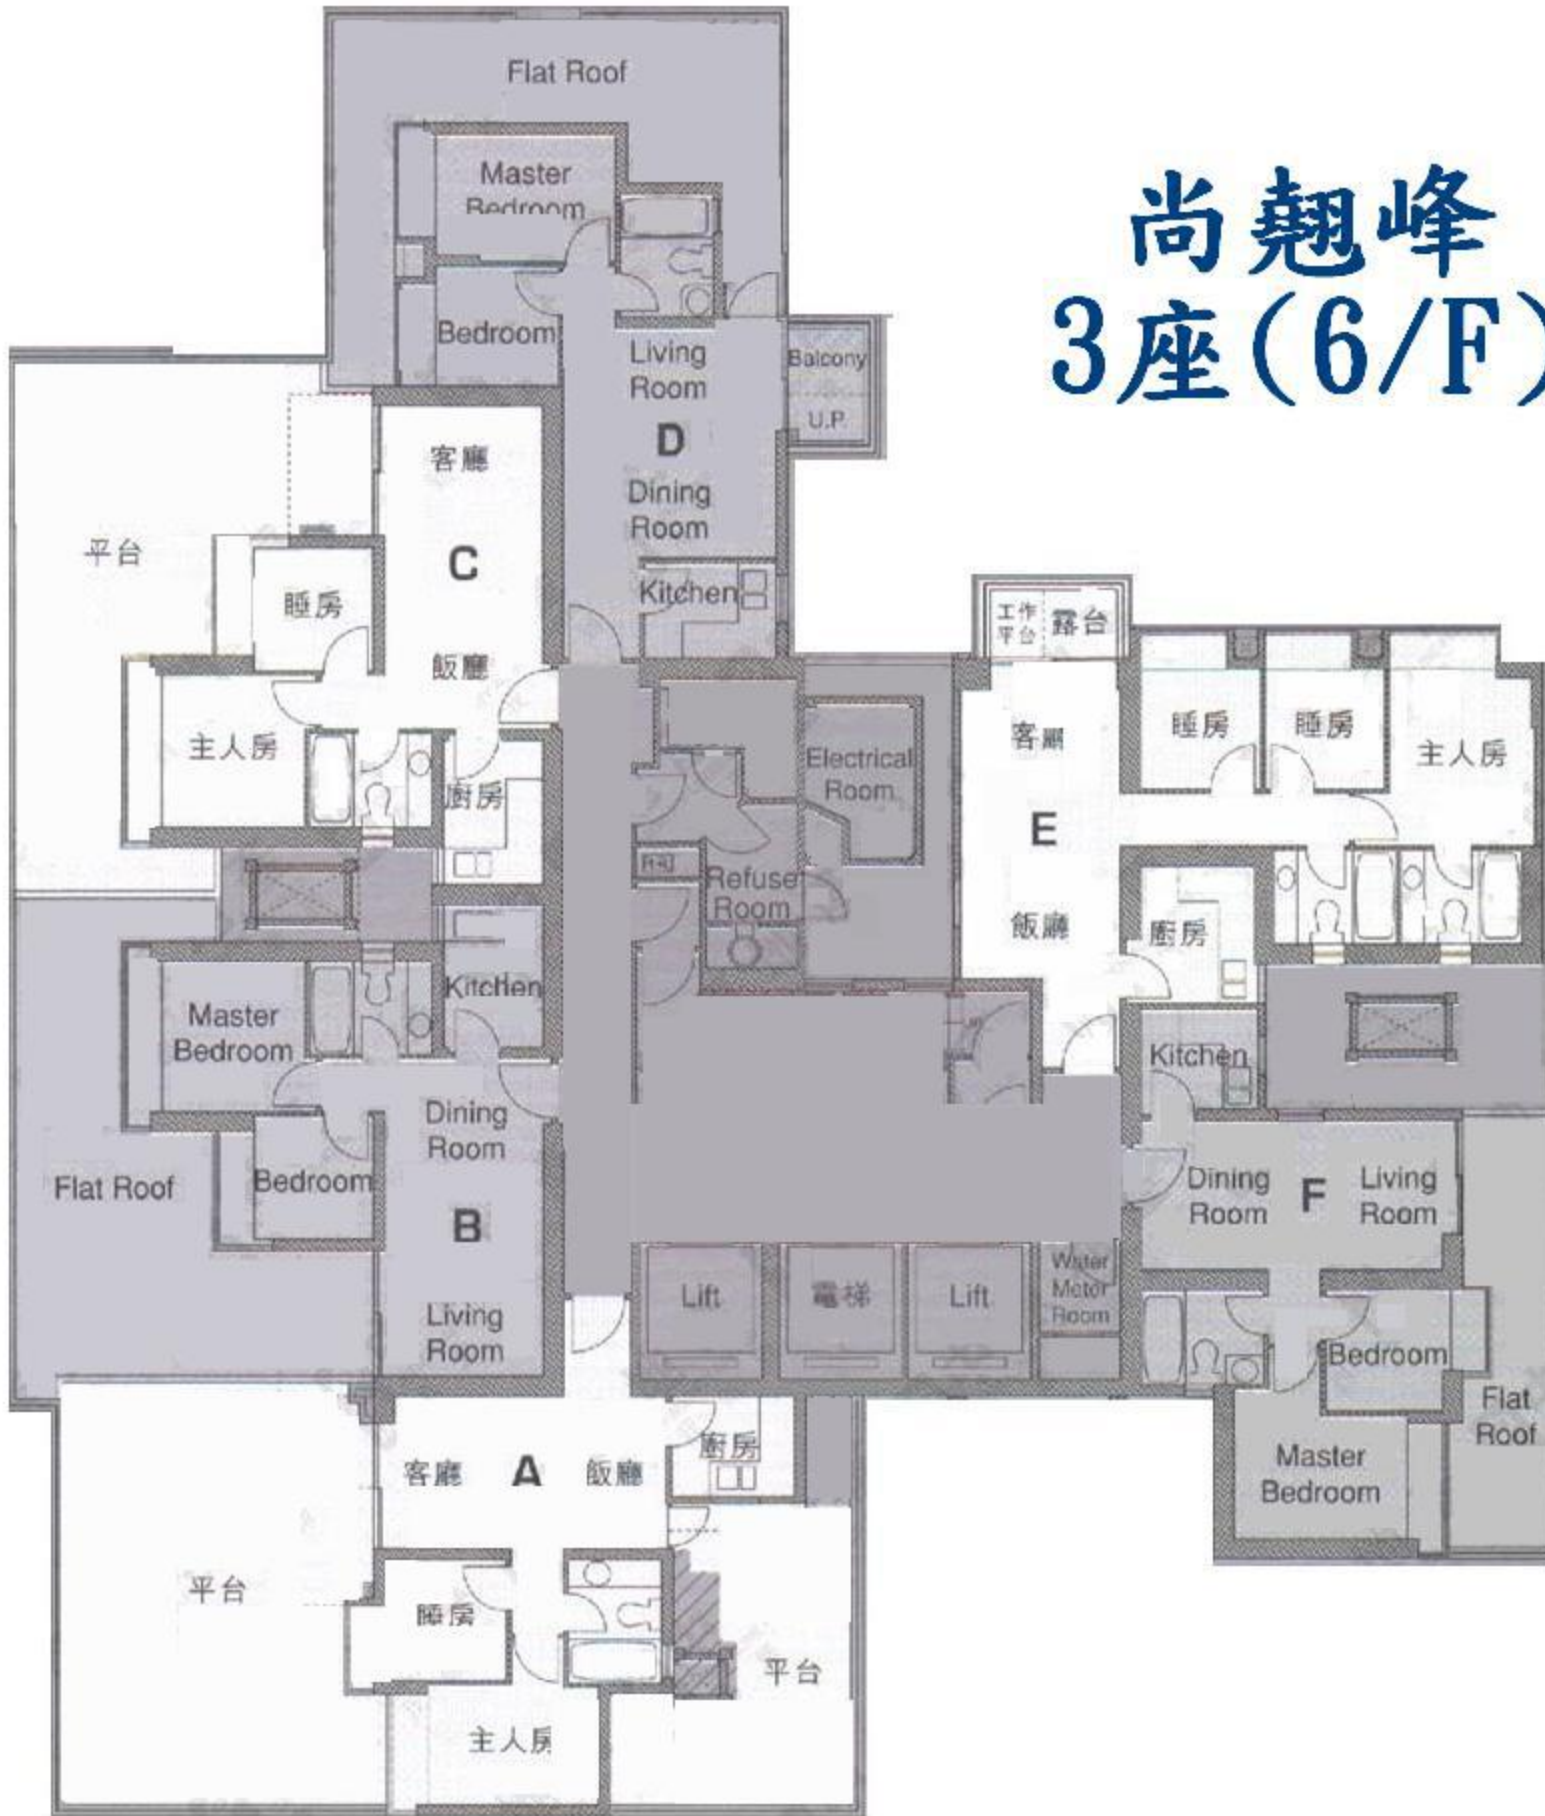 尚翹峰
3座(6/F)
Flat Roof
Master
Bedroom
Bedroom
Living
Room
D
Dining
Room
Balcony
U.P.
Kitchen
客廳
C
飯廳
平台
睡房
主人房
廚房
工作
平台
露台
睡房
睡房
主人房
客廳
E
飯廳
廚房
Electrical
Room
Refuse
Room
Kitchen
Master
Bedroom
Dining
Room
Bedroom
Flat Roof
B
Living
Room
Kitchen
Dining
Room
F
Living
Room
Bedroom
Master
Bedroom
Flat
Roof
Lift
電梯
Lift
Water
Meter
Room
客廳
A
飯廳
廚房
平台
睡房
平台
主人房